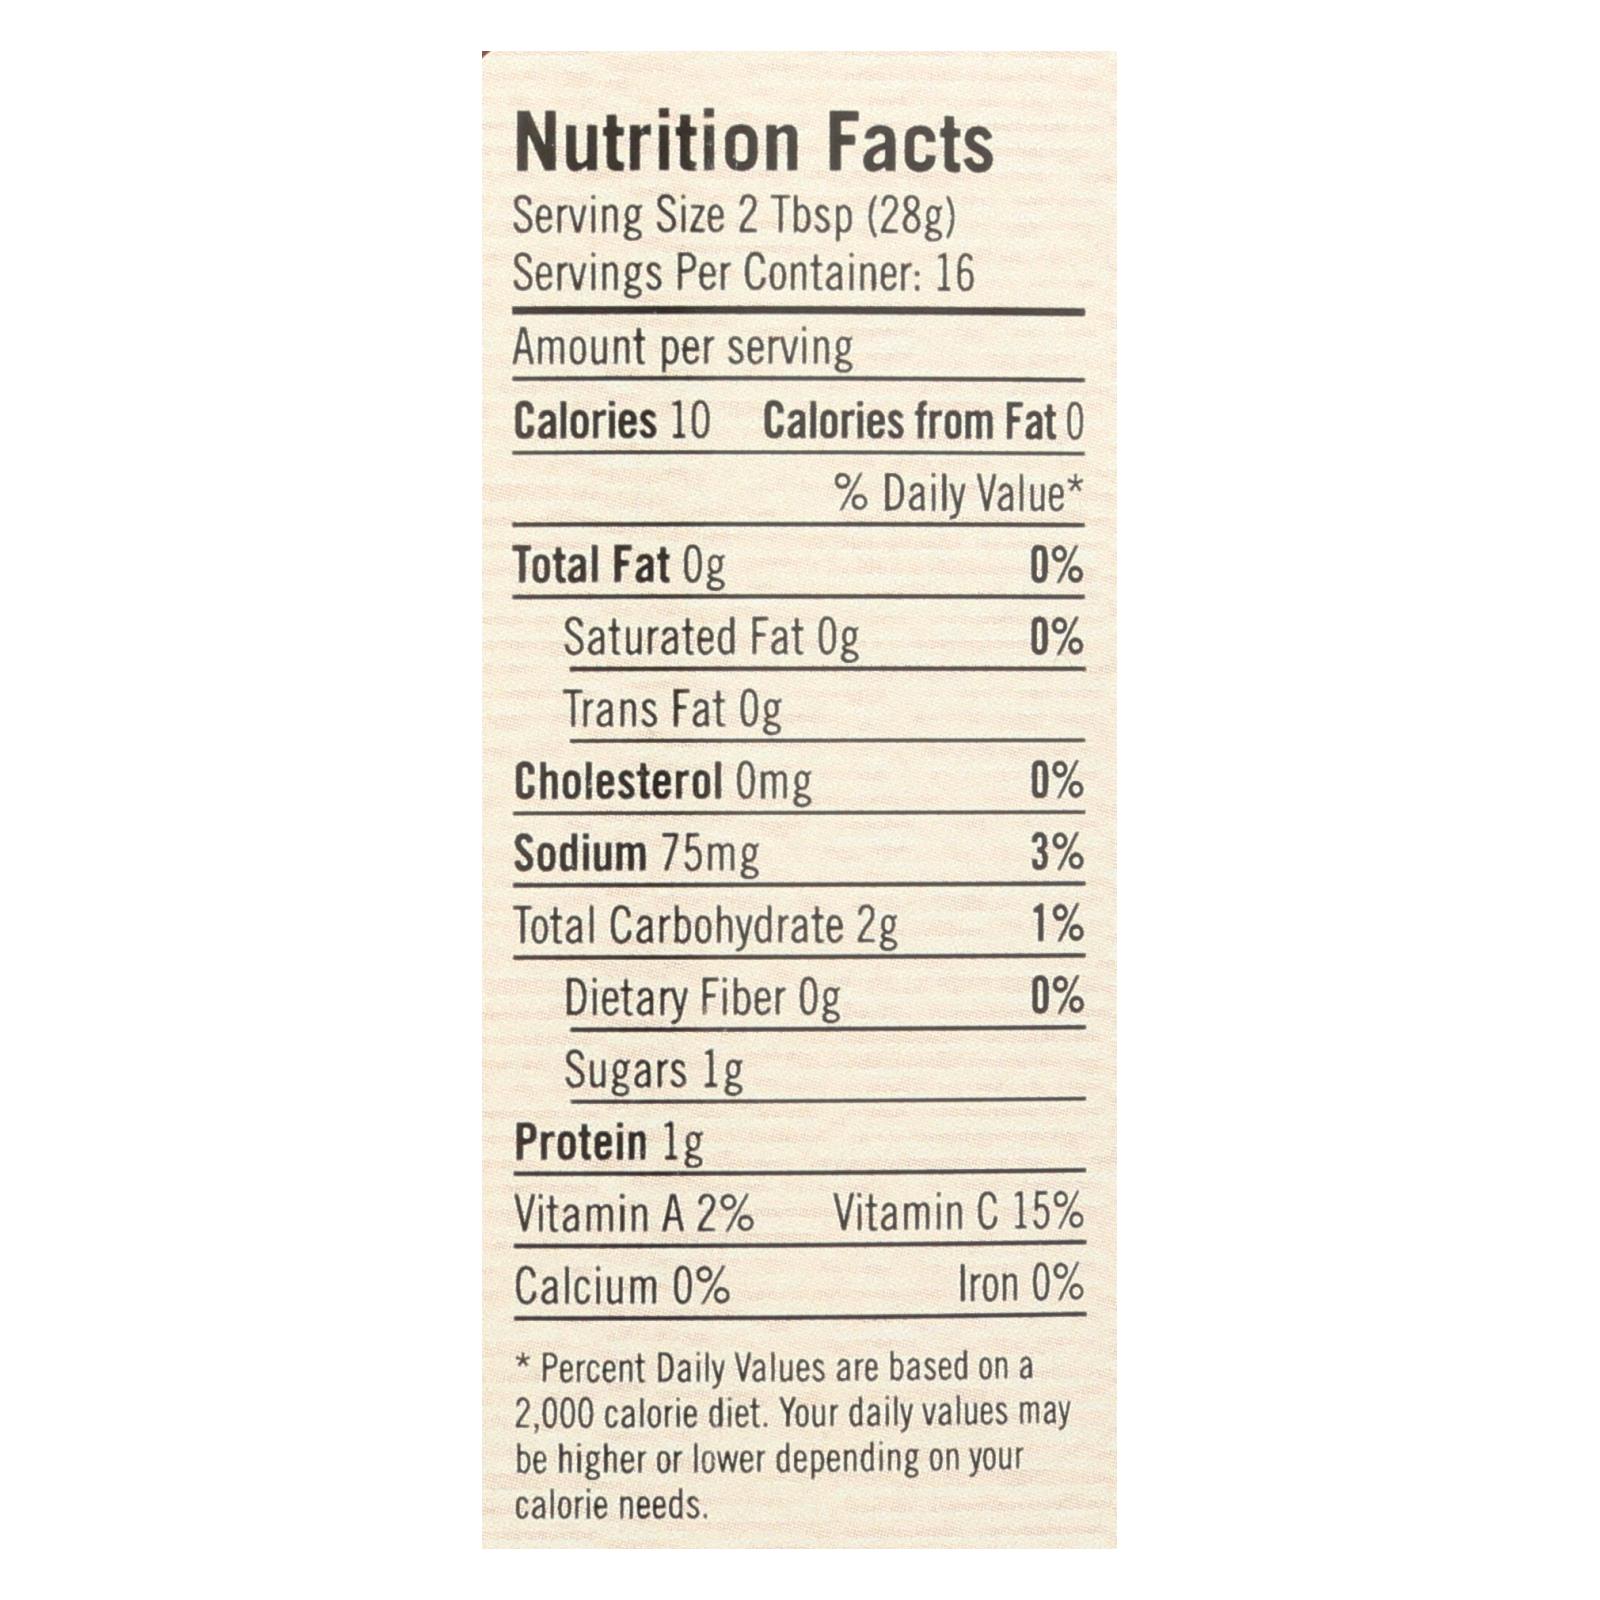 Nutrition Facts
Serving Size 2 Tbsp (28g)
Servings Per Container: 16
Amount per serving
Calories 10 Calories from Fat 0
% Daily Value*
Total Fat 0g 0%
Saturated Fat 0g 0%
Trans Fat 0g
Cholesterol 0mg 0%
Sodium 75mg 3%
Total Carbohydrate 2g 1%
Dietary Fiber 0g 0%
Sugars 1g
Protein 1g
Vitamin A 2% Vitamin C 15%
Calcium 0% Iron 0%
* Percent Daily Values are based on a
2,000 calorie diet. Your daily values may
be higher or lower depending on your
calorie needs.